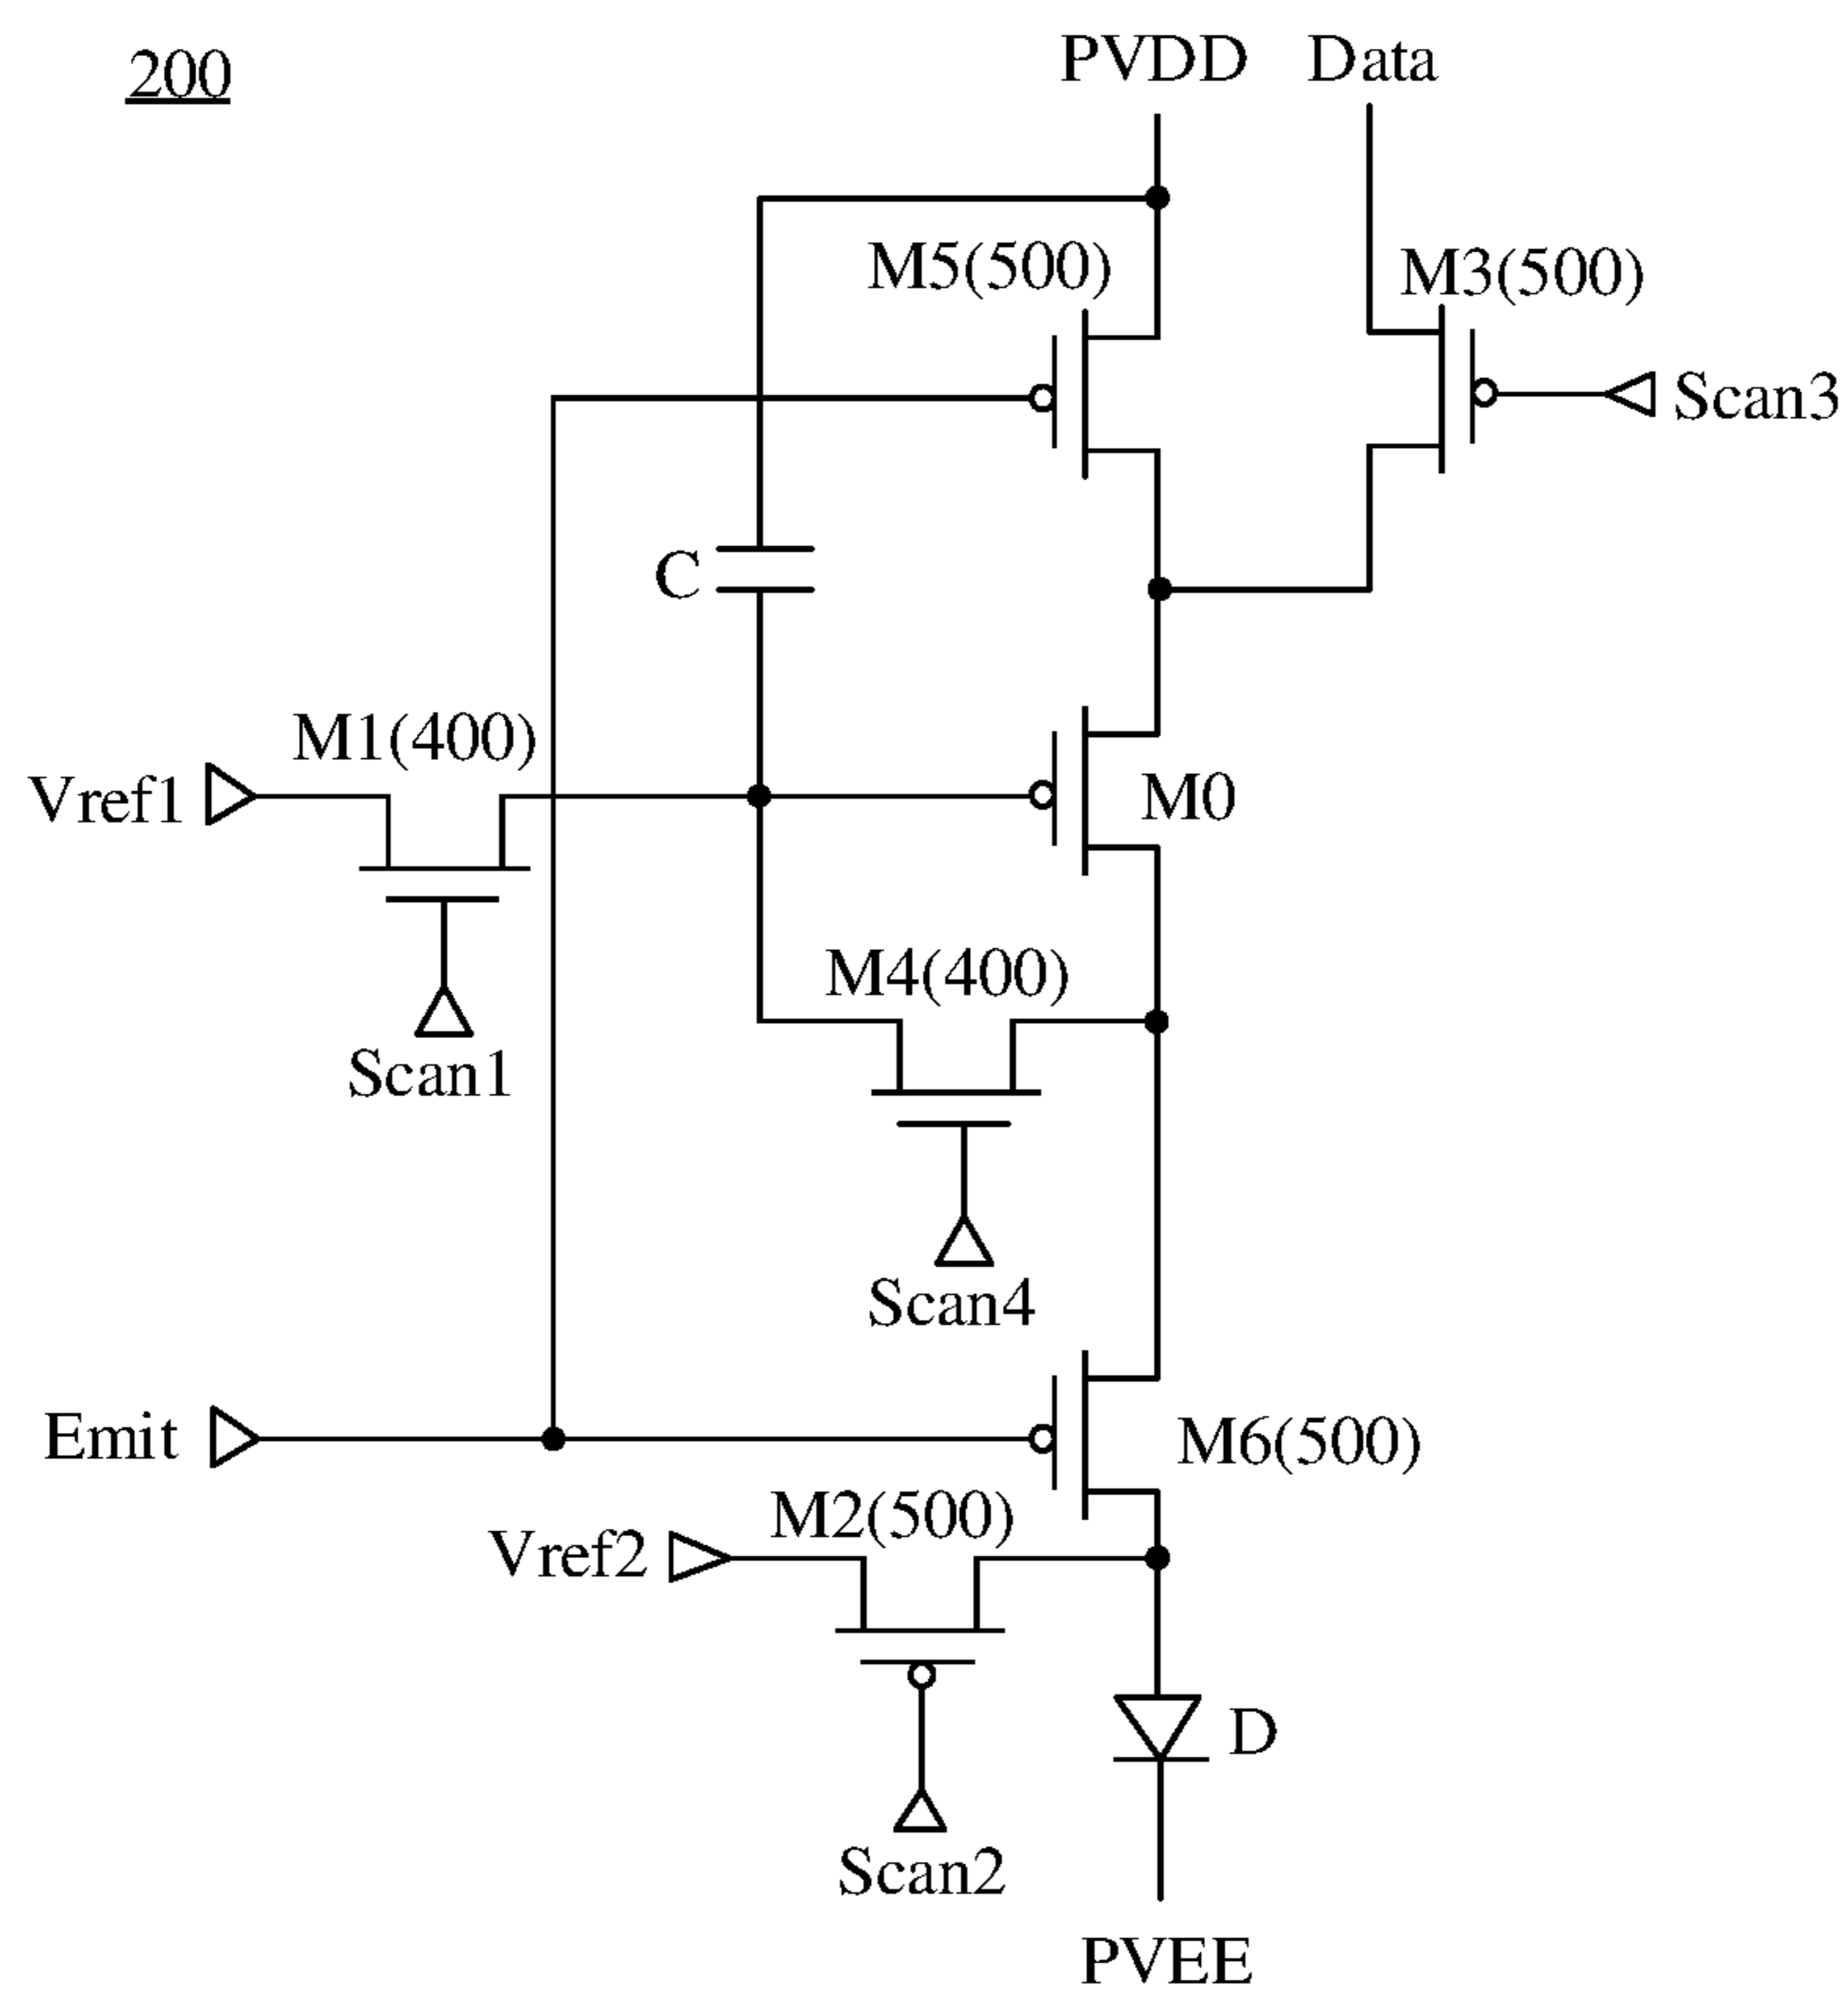 200
PVDD
Data
M5(500)
M3(500)
Scan3
C
M1(400)
Vref1
M0
M4(400)
Scan1
Scan4
Emit
M6(500)
M2(500)
Vref2
D
Scan2
PVEE